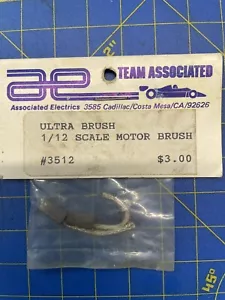 ae TEAM ASSOCIATED
Associated Electrics 3585 Cadillac/Costa Mesa/CA/92626
ULTRA BRUSH
1/12 SCALE MOTOR BRUSH
#3512 $3.00
45°